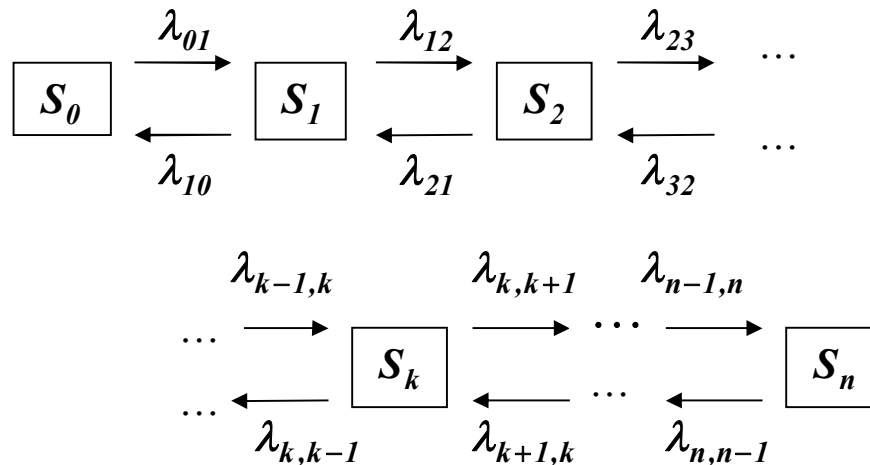 λ₀₁ λ₁₂ λ₂₃ ...
S₀ S₁ S₂
λ₁₀ λ₂₁ λ₃₂ ...
λₖ₋₁,ₖ λₖ,ₖ₊₁ λₙ₋₁,ₙ
... Sₖ ... Sₙ
... ...
λₖ,ₖ₋₁ λₖ₊₁,ₖ λₙ,ₙ₋₁